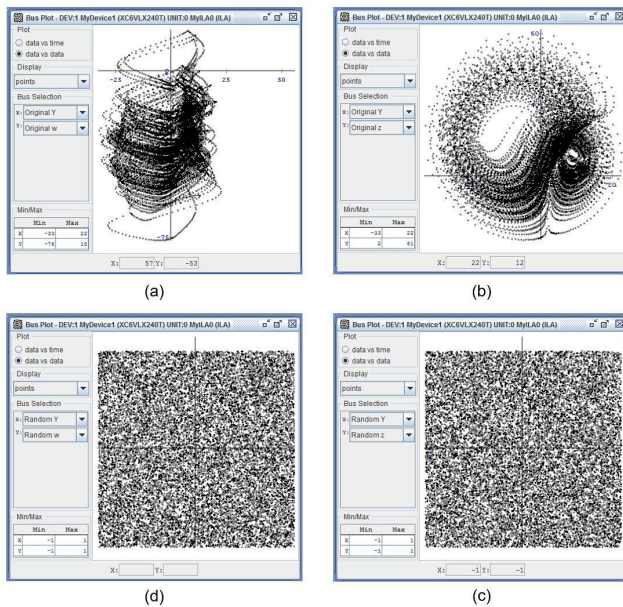 Bus Plot - DEV:1 MyDevice1 (XC6VLX240T) UNIT:0 MyILA0 (ILA)
Plot
data vs time
data vs data
Display
points
Bus Selection
X: Original Y
Y: Original w
Min/Max
Min Max
X -33 22
Y -76 18
-25 0 25
-75
X: 57 Y: -53
(a)
Bus Plot - DEV:1 MyDevice1 (XC6VLX240T) UNIT:0 MyILA0 (ILA)
Plot
data vs time
data vs data
Display
points
Bus Selection
X: Original Y
Y: Original z
Min/Max
Min Max
X -33 22
Y 2 61
20
X: 22 Y: 12
(b)
Bus Plot - DEV:1 MyDevice1 (XC6VLX240T) UNIT:0 MyILA0 (ILA)
Plot
data vs time
data vs data
Display
points
Bus Selection
X: Random Y
Y: Random w
Min/Max
Min Max
X -1 1
Y -1 1
X: Y:
(d)
Bus Plot - DEV:1 MyDevice1 (XC6VLX240T) UNIT:0 MyILA0 (ILA)
Plot
data vs time
data vs data
Display
points
Bus Selection
X: Random Y
Y: Random z
Min/Max
Min Max
X -1 1
Y -1 1
X: -1 Y: -1
(c)